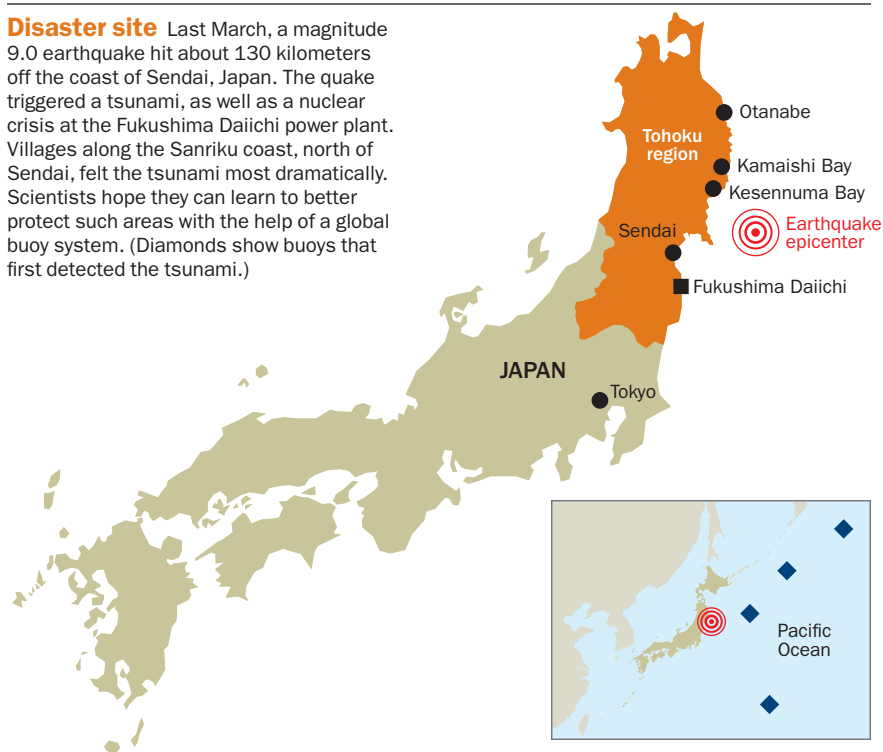 Disaster site Last March, a magnitude
9.0 earthquake hit about 130 kilometers
off the coast of Sendai, Japan. The quake
triggered a tsunami, as well as a nuclear
crisis at the Fukushima Daiichi power plant.
Villages along the Sanriku coast, north of
Sendai, felt the tsunami most dramatically.
Scientists hope they can learn to better
protect such areas with the help of a global
buoy system. (Diamonds show buoys that
first detected the tsunami.)
Otanabe
Tohoku
region
Kamaishi Bay
Kesennuma Bay
Earthquake
epicenter
Sendai
Fukushima Daiichi
JAPAN
Tokyo
Pacific
Ocean